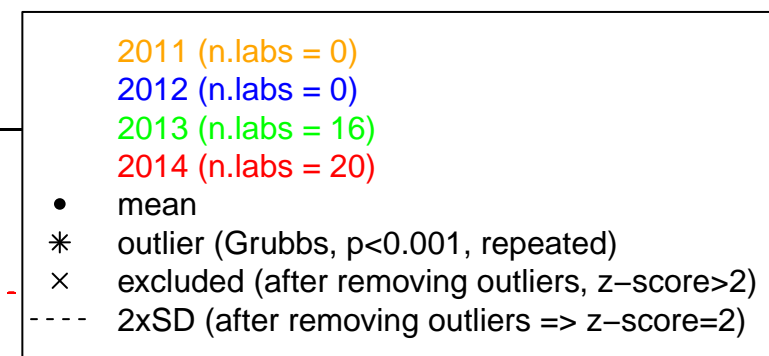 2011 (n.labs = 0)
2012 (n.labs = 0)
2013 (n.labs = 16)
2014 (n.labs = 20)
mean
outlier (Grubbs, p<0.001, repeated)
excluded (after removing outliers, z−score>2)
2xSD (after removing outliers => z−score=2)